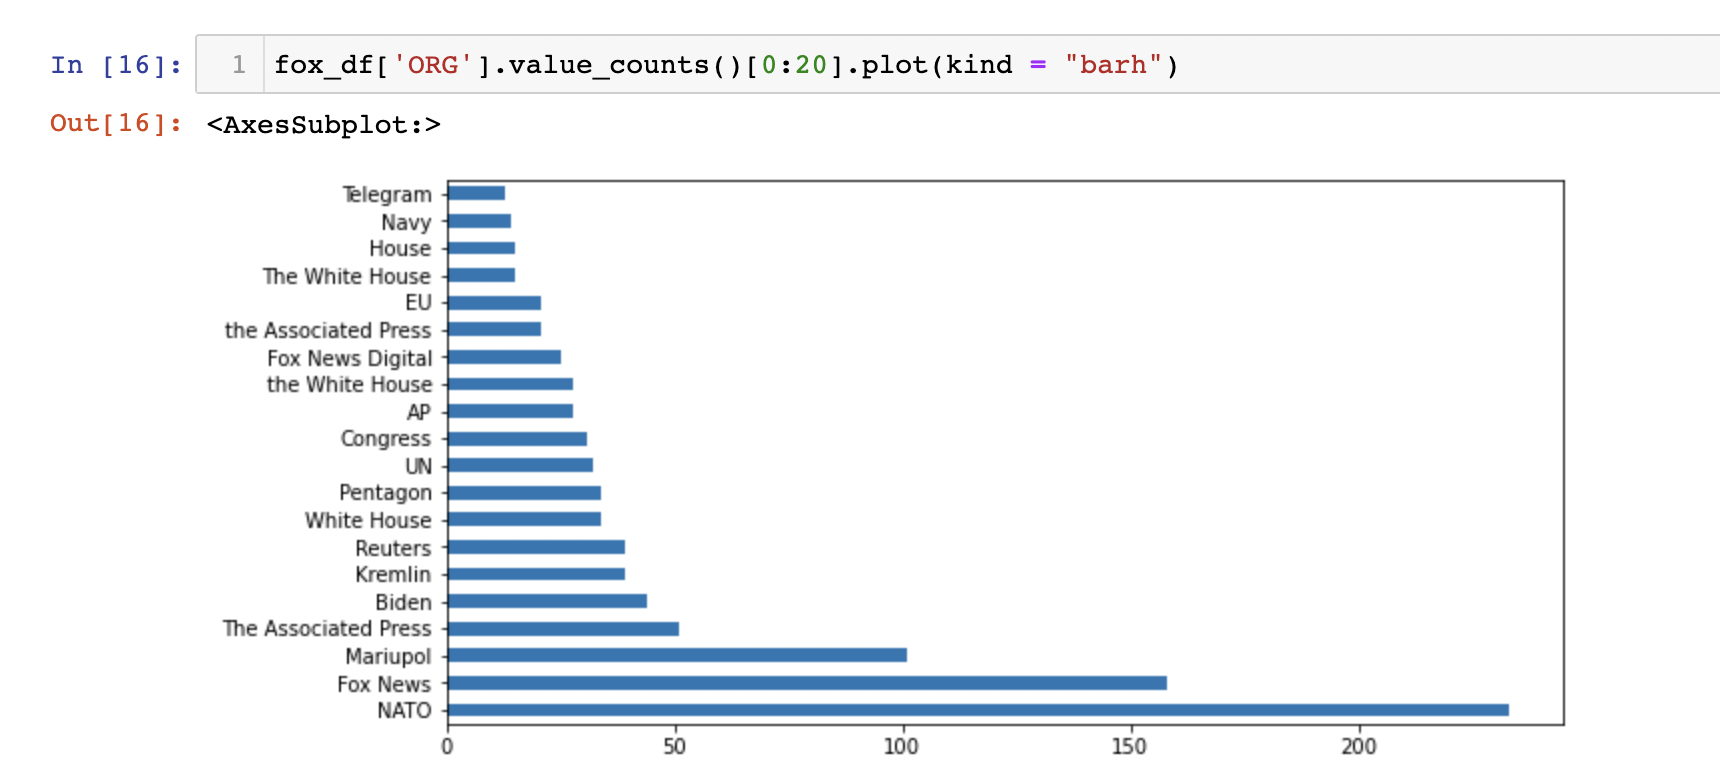 In [16]: 1 fox_df['ORG'].value_counts()[0:20].plot(kind = "barh")
Out[16]: <AxesSubplot:>
Telegram
Navy
House
The White House
EU
the Associated Press
Fox News Digital
the White House
AP
Congress
UN
Pentagon
White House
Reuters
Kremlin
Biden
The Associated Press
Mariupol
Fox News
NATO
0 50 100 150 200